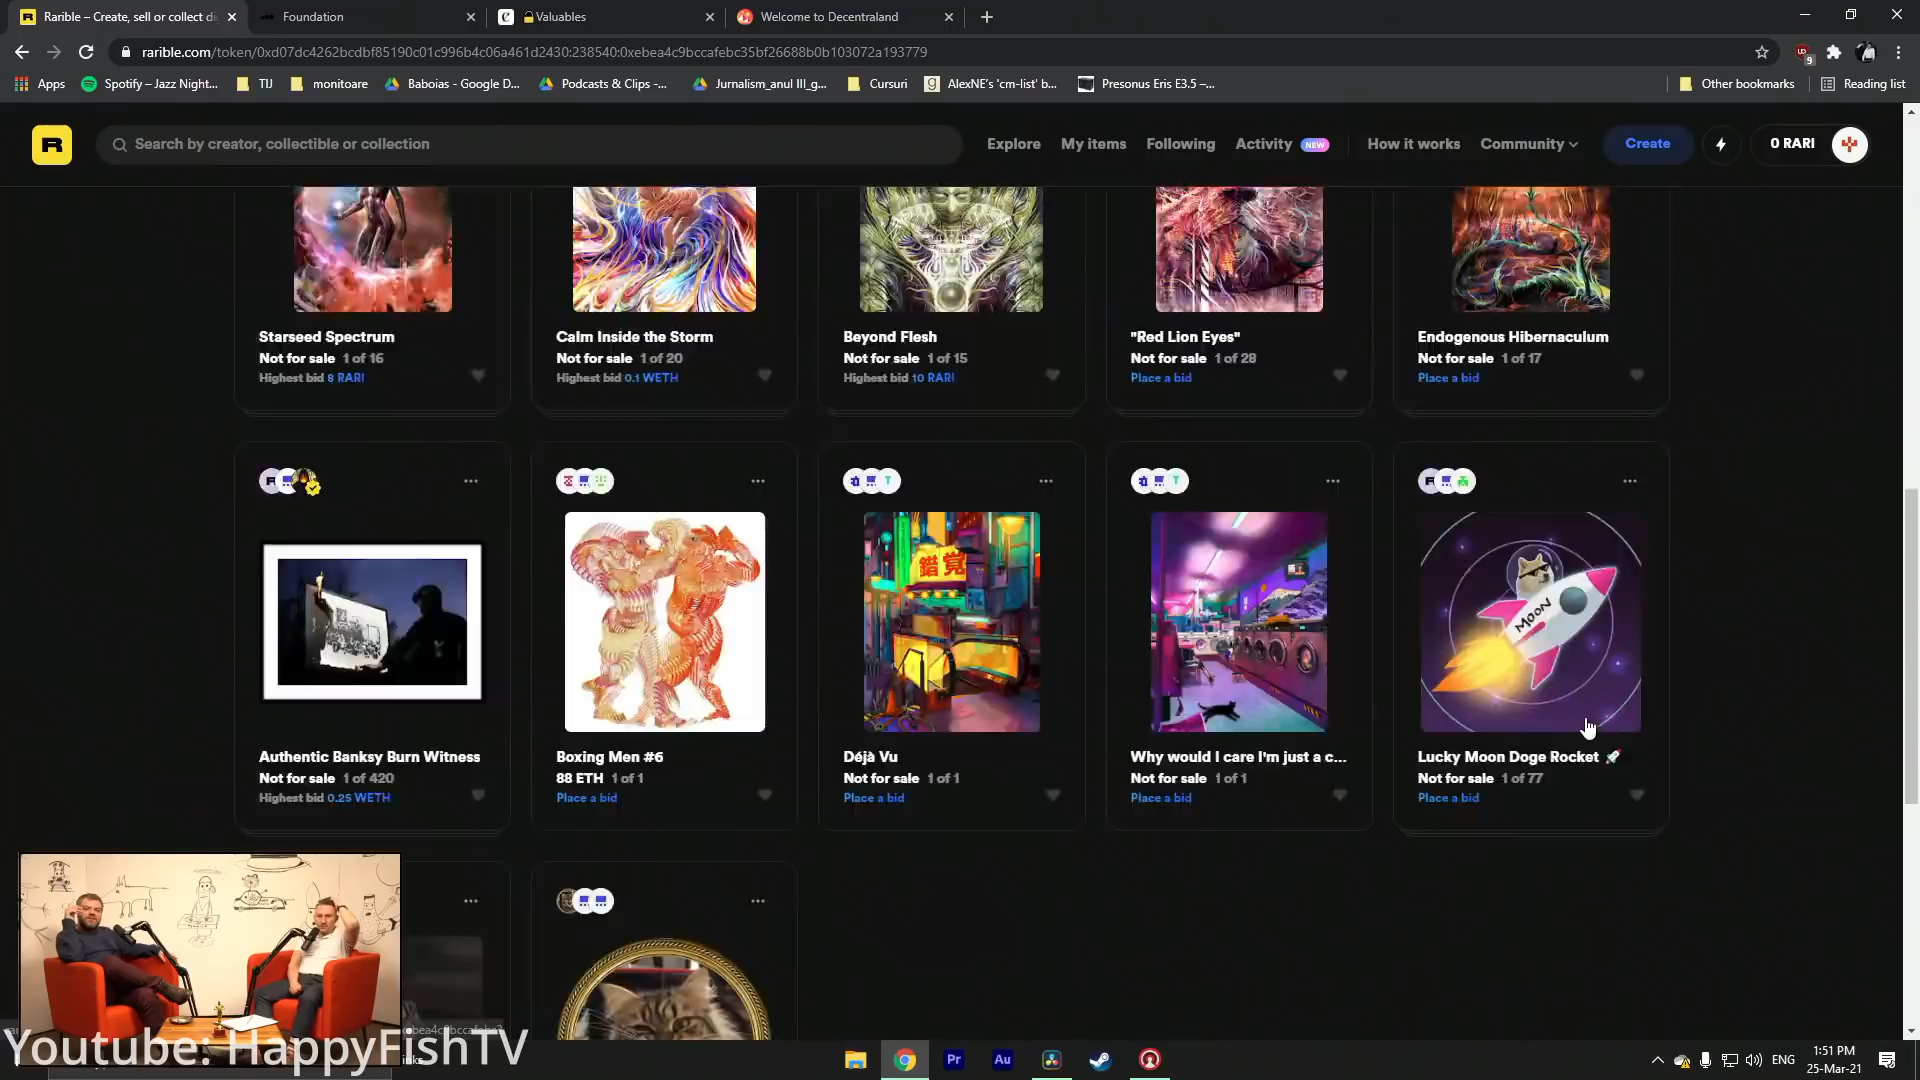 Rarible – Create, sell or collect di
Foundation
Valuables
Welcome to Decentraland
rarible.com/token/0xd07dc4262bcdbf85190c01c996b4c06a461d2430:238540:0xebea4c9bccafebc35bf26688b0b103072a193779
9
Apps
Spotify – Jazz Night...
TIJ
monitoare
Baboias - Google D...
Podcasts & Clips -...
Jurnalism_anul III_g...
Cursuri
AlexNE's 'cm-list' b...
Presonus Eris E3.5 –...
Other bookmarks
Reading list
R
Search by creator, collectible or collection
Explore
My items
Following
Activity
NEW
How it works
Community
Create
0 RARI
Starseed Spectrum
Not for sale 1 of 16
Highest bid 8 RARI
Calm Inside the Storm
Not for sale 1 of 20
Highest bid 0.1 WETH
Beyond Flesh
Not for sale 1 of 15
Highest bid 10 RARI
"Red Lion Eyes"
Not for sale 1 of 28
Place a bid
Endogenous Hibernaculum
Not for sale 1 of 17
Place a bid
錯覚
MOON
Authentic Banksy Burn Witness
Not for sale 1 of 420
Highest bid 0.25 WETH
Boxing Men #6
88 ETH 1 of 1
Place a bid
Déjà Vu
Not for sale 1 of 1
Place a bid
Why would I care I'm just a c...
Not for sale 1 of 1
Place a bid
Lucky Moon Doge Rocket 🚀
Not for sale 1 of 77
Place a bid
Youtube: HappyFishTV
Pr
Au
ENG
1:51 PM
25-Mar-21